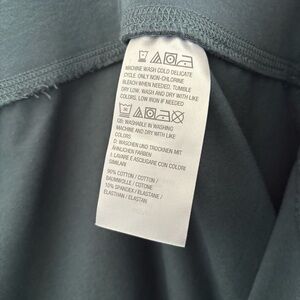 MACHINE WASH COLD DELICATE
CYCLE. ONLY NON-CHLORINE
BLEACH WHEN NEEDED. TUMBLE
DRY LOW. WASH AND DRY WITH LIKE
COLORS. LOW IRON IF NEEDED
GB: WASHABLE IN WASHING
MACHINE AND DRY WITH LIKE
COLORS
D: WASCHEN UND TROCKNEN MIT
ÄHNLICHEN FARBEN
I: LAVARE E ASCIUGARE CON COLORI
SIMILARI
90% COTTON / COTON /
BAUMWOLLE / COTONE
10% SPANDEX / ELASTANE /
ELASTHAN / ELASTAN